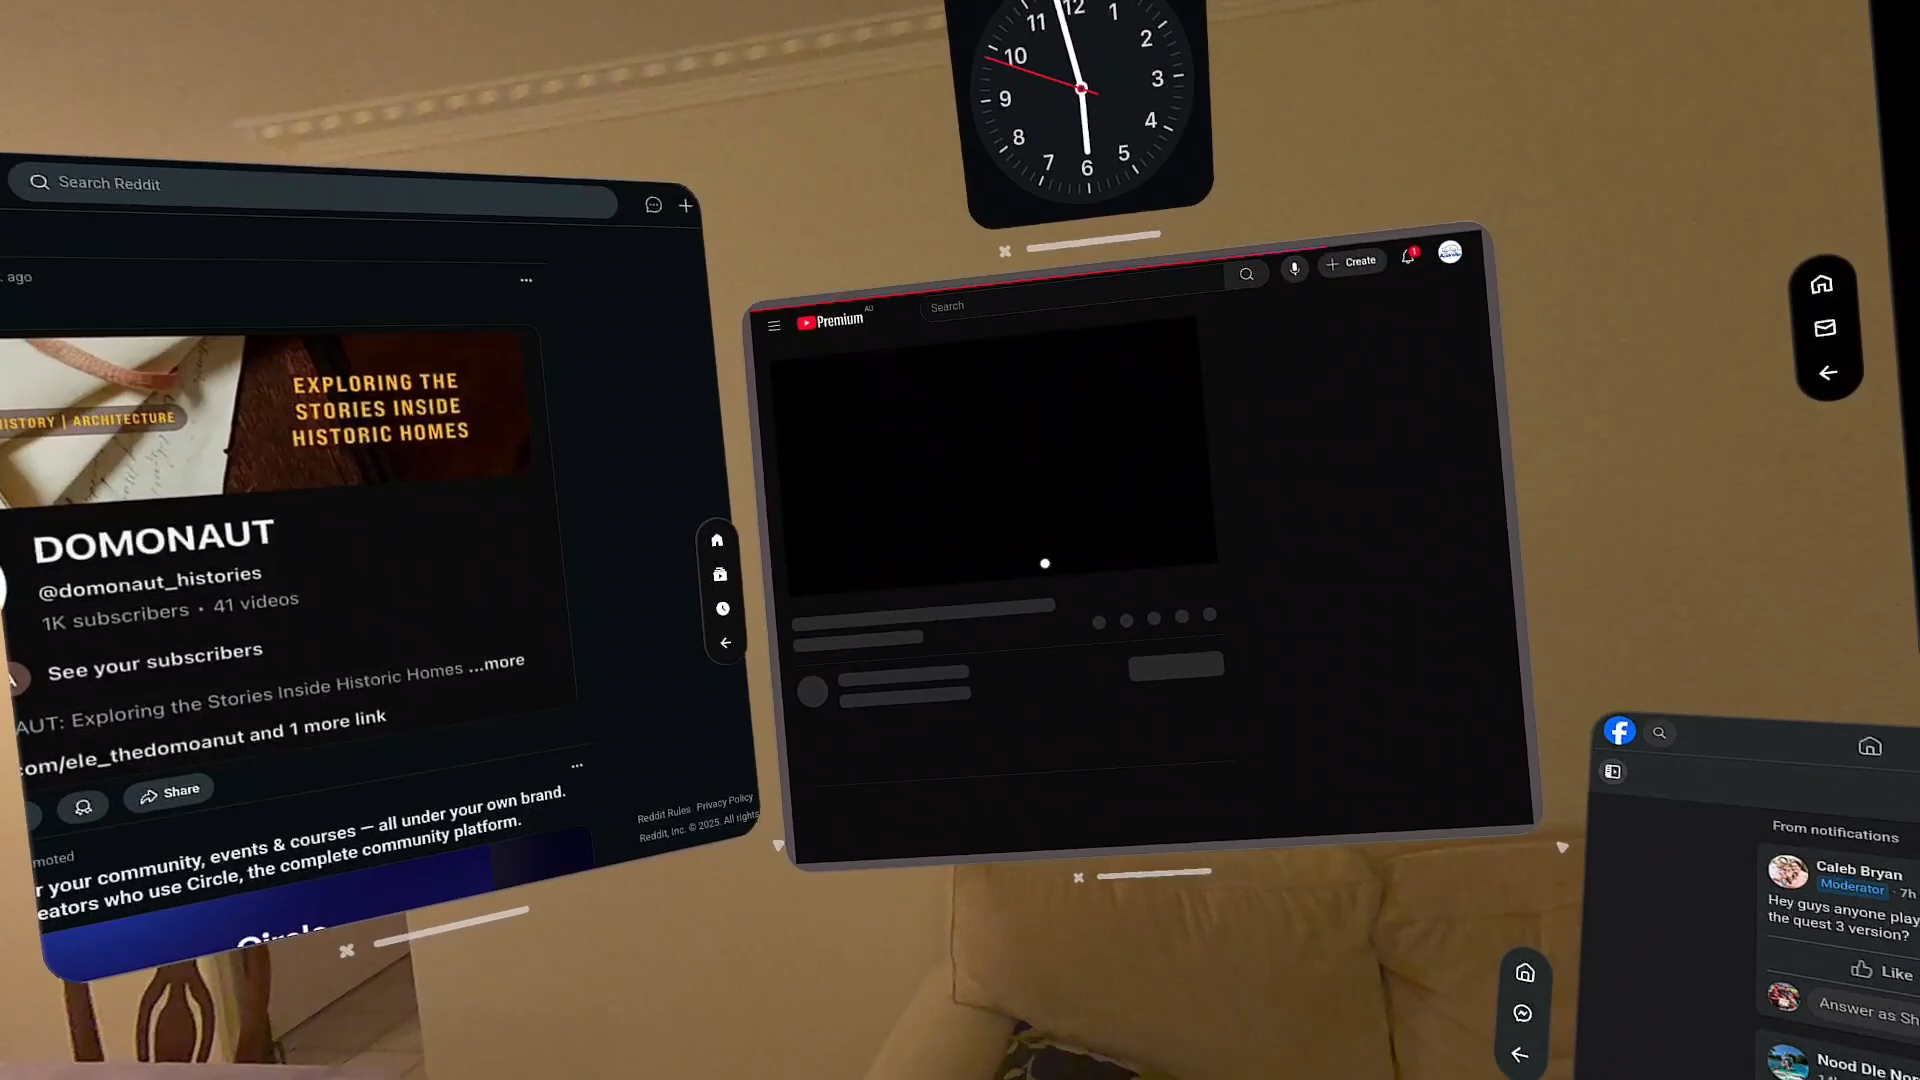 12
1
2
3
4
5
6
7
8
9
10
11
Search Reddit
ago
HISTORY | ARCHITECTURE
EXPLORING THE
STORIES INSIDE
HISTORIC HOMES
DOMONAUT
@domonaut_histories
1K subscribers • 41 videos
See your subscribers
AUT: Exploring the Stories Inside Historic Homes ...more
com/ele_thedomoanut and 1 more link
Share
moted
r your community, events & courses — all under your own brand.
eators who use Circle, the complete community platform.
Circle
Reddit Rules Privacy Policy
Reddit, Inc. © 2025. All rights
Premium AU
Search
Create
1
From notifications
Caleb Bryan
Moderator · 7h
Hey guys anyone play
the quest 3 version?
Like
Answer as Sh
Nood Dle Nor